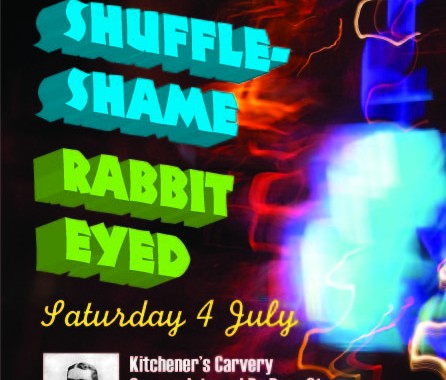 SHUFFLE-
SHAME
RABBIT
EYED
Saturday 4 July
Kitchener's Carvery